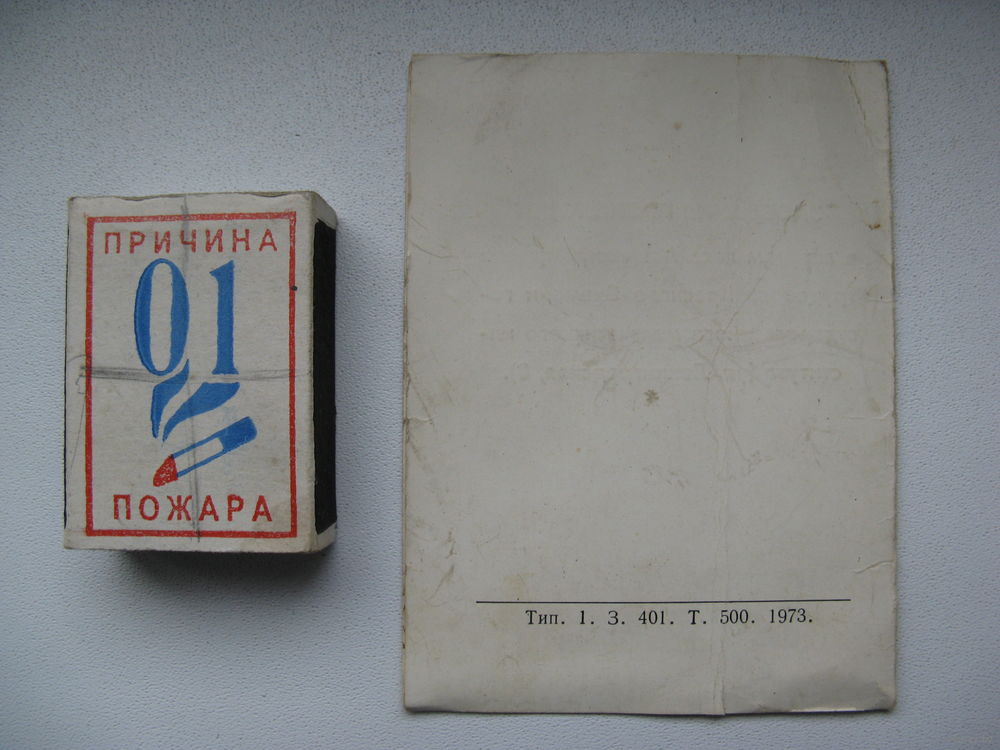 ПРИЧИНА
01
ПОЖАРА
Тип. 1. З. 401. Т. 500. 1973.